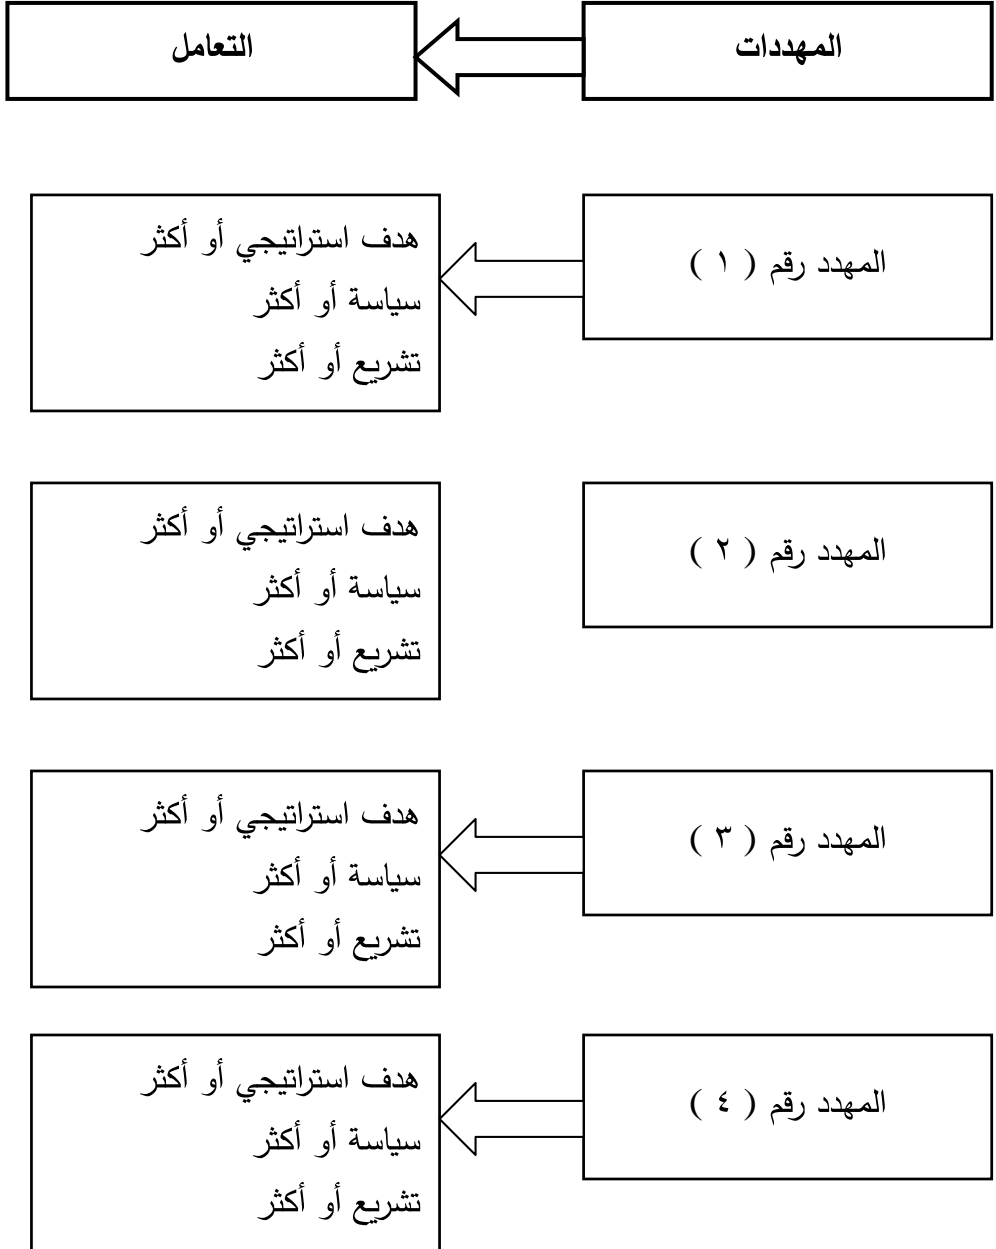 المهددات
التعامل
المهدد رقم ( ١ )
هدف استراتيجي أو أكثر
سياسة أو أكثر
تشريع أو أكثر
المهدد رقم ( ٢ )
هدف استراتيجي أو أكثر
سياسة أو أكثر
تشريع أو أكثر
المهدد رقم ( ٣ )
هدف استراتيجي أو أكثر
سياسة أو أكثر
تشريع أو أكثر
المهدد رقم ( ٤ )
هدف استراتيجي أو أكثر
سياسة أو أكثر
تشريع أو أكثر